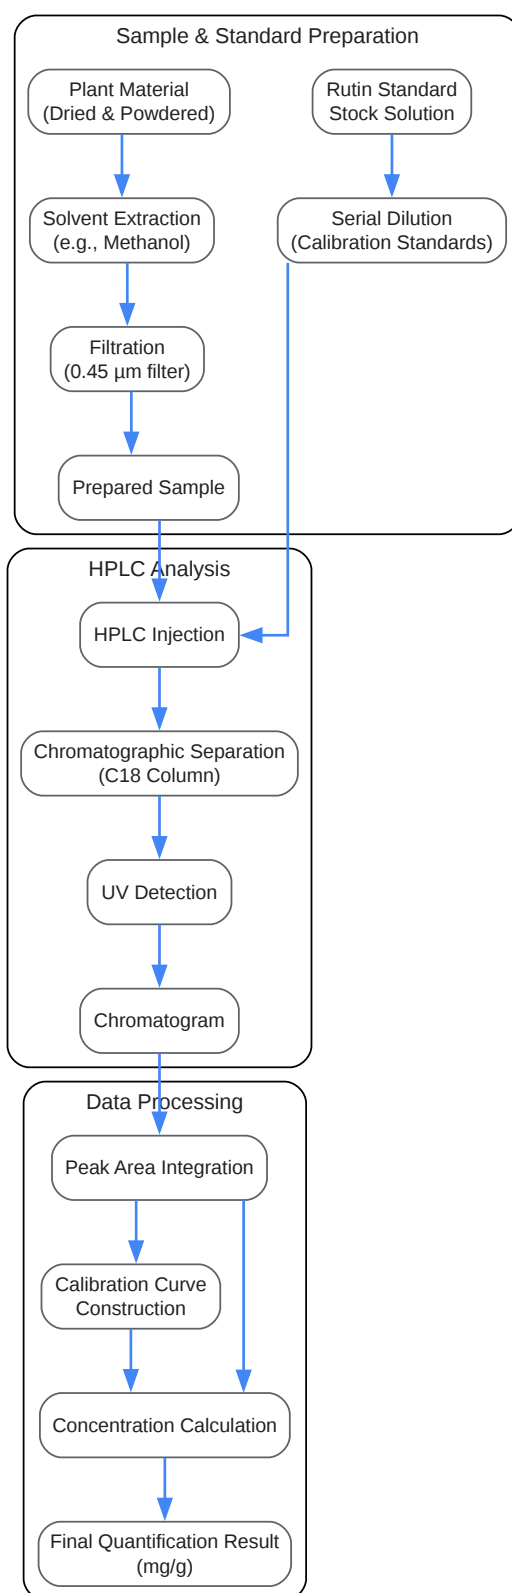 Sample & Standard Preparation
Plant Material
(Dried & Powdered)
Rutin Standard
Stock Solution
Solvent Extraction
(e.g., Methanol)
Serial Dilution
(Calibration Standards)
Filtration
(0.45 µm filter)
Prepared Sample
HPLC Analysis
HPLC Injection
Chromatographic Separation
(C18 Column)
UV Detection
Chromatogram
Data Processing
Peak Area Integration
Calibration Curve
Construction
Concentration Calculation
Final Quantification Result
(mg/g)